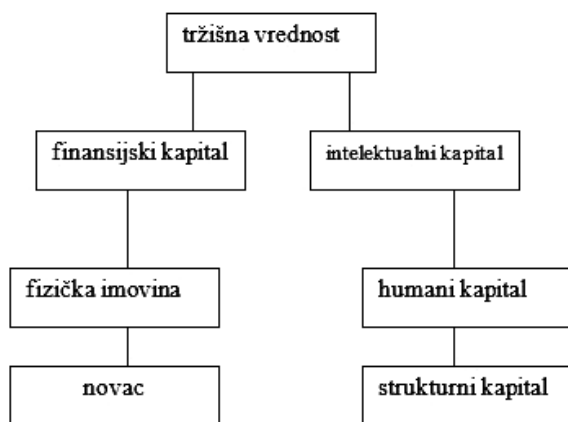 tržišna vrednost
finansijski kapital
intelektualni kapital
fizička imovina
humani kapital
novac
strukturni kapital